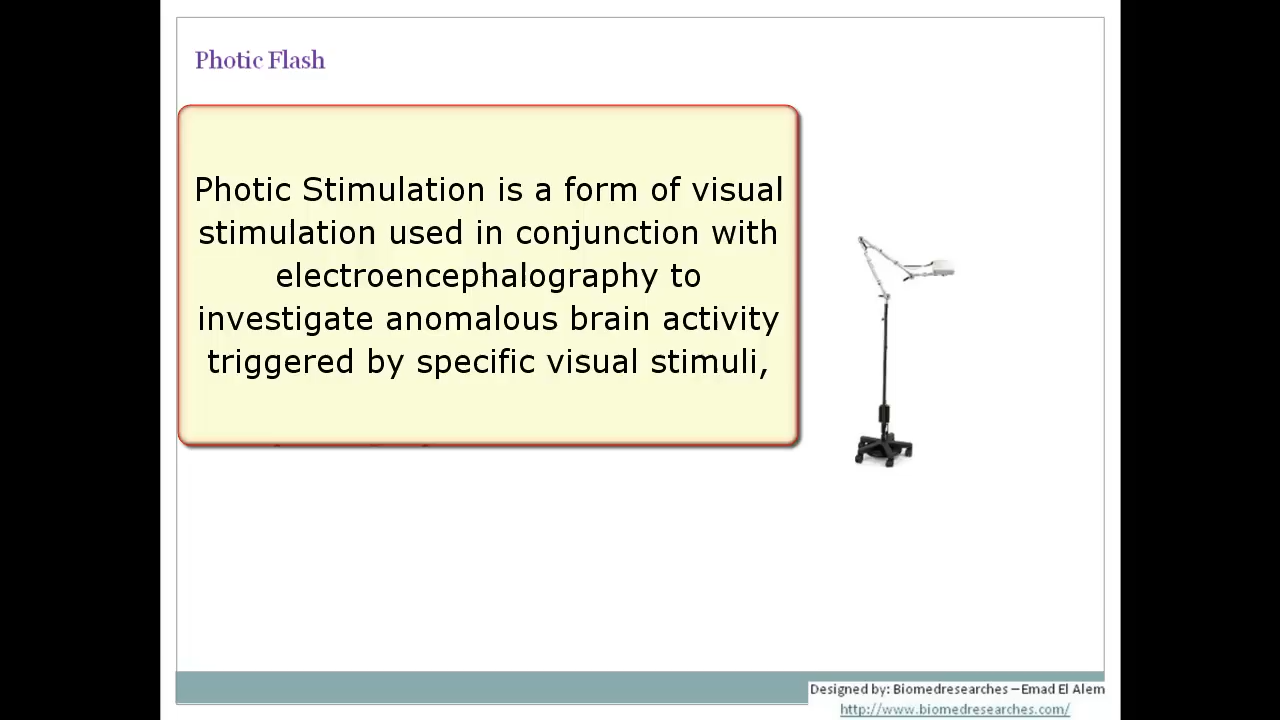 Photic Flash
Photic Stimulation is a form of visual
stimulation used in conjunction with
electroencephalography to
investigate anomalous brain activity
triggered by specific visual stimuli,
Designed by: Biomedresearches – Emad El Alem
http://www.biomedresearches.com/